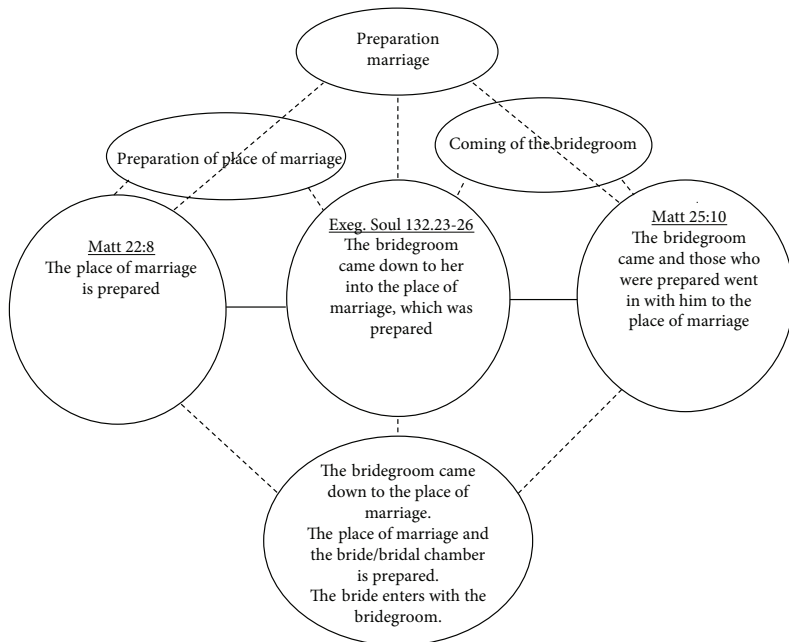 Preparation
marriage
Preparation of place of marriage
Coming of the bridegroom
Matt 22:8
The place of marriage
is prepared
Exeg. Soul 132.23-26
The bridegroom
came down to her
into the place of
marriage, which was
prepared
Matt 25:10
The bridegroom
came and those who
were prepared went
in with him to the
place of marriage
The bridegroom came
down to the place of
marriage.
The place of marriage and
the bride/bridal chamber
is prepared.
The bride enters with the
bridegroom.